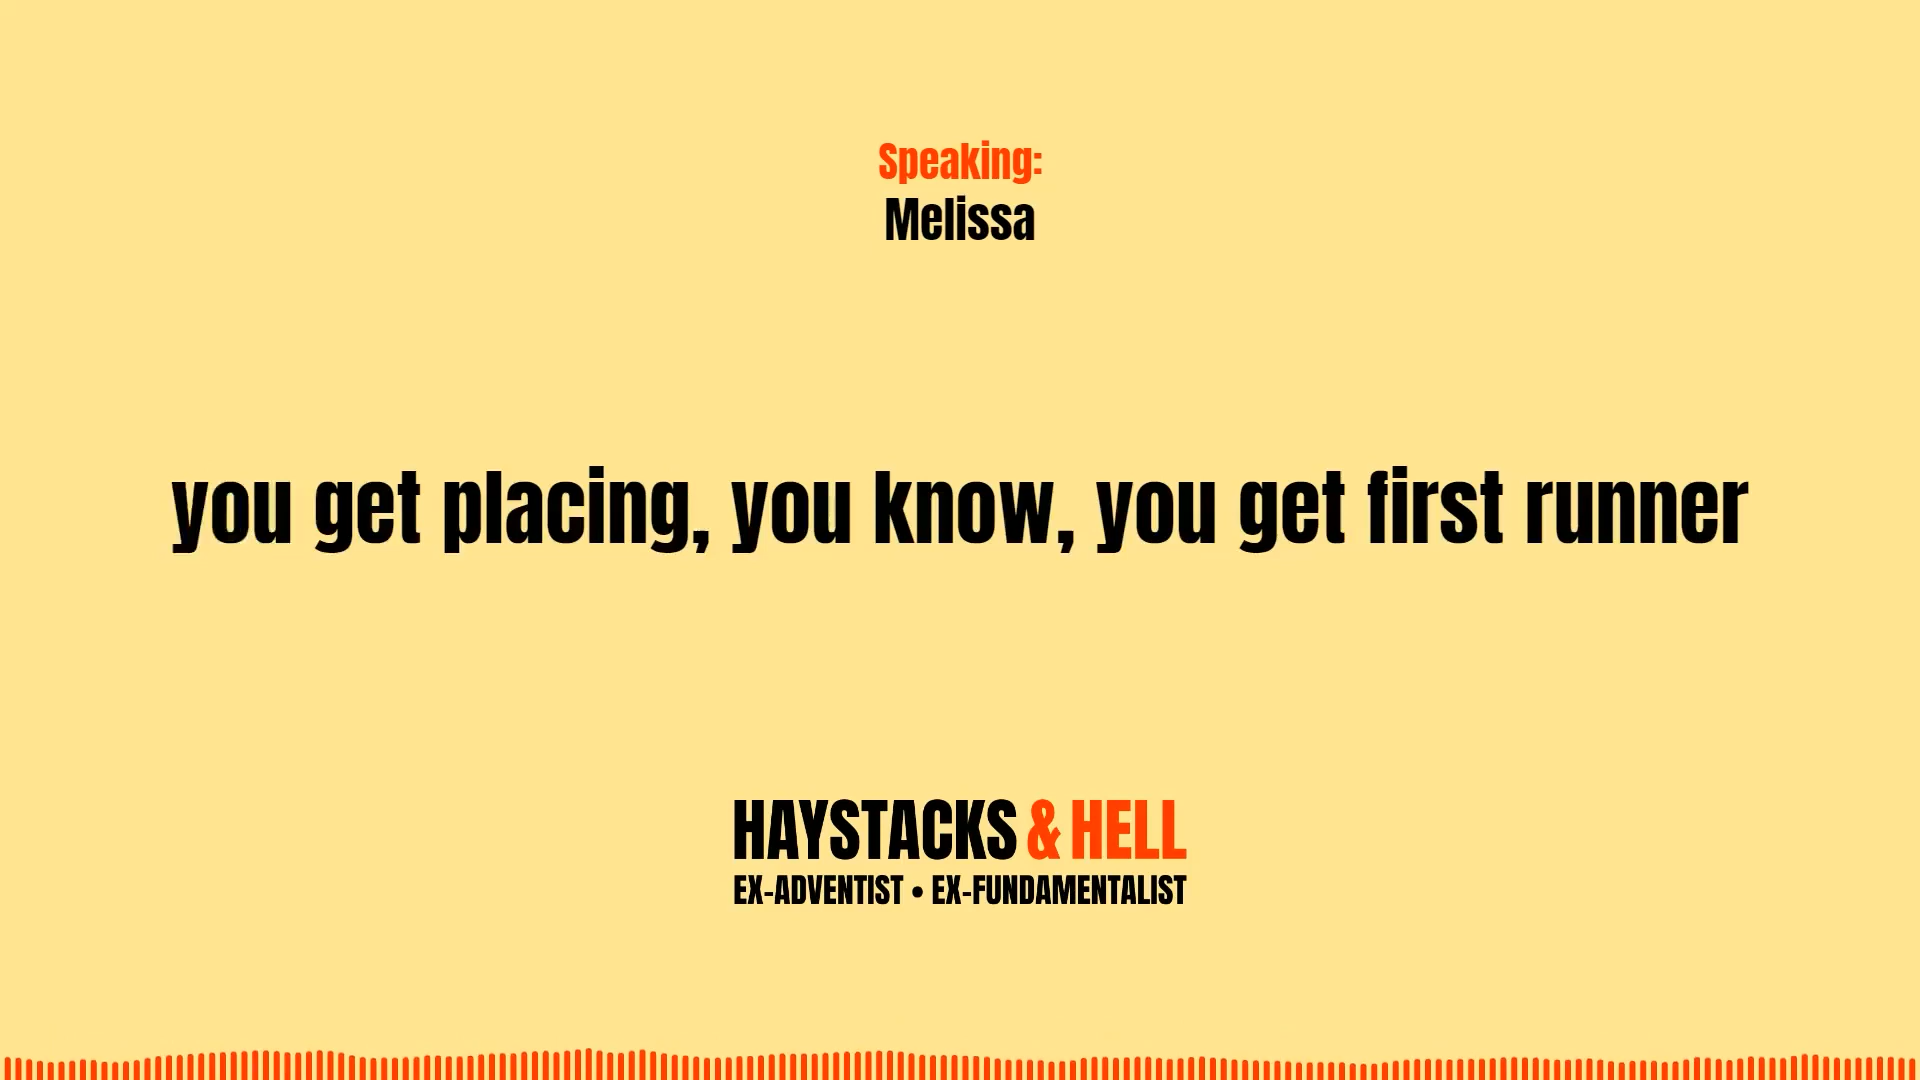 Speaking:
Melissa
you get placing, you know, you get first runner
HAYSTACKS & HELL
EX-ADVENTIST • EX-FUNDAMENTALIST